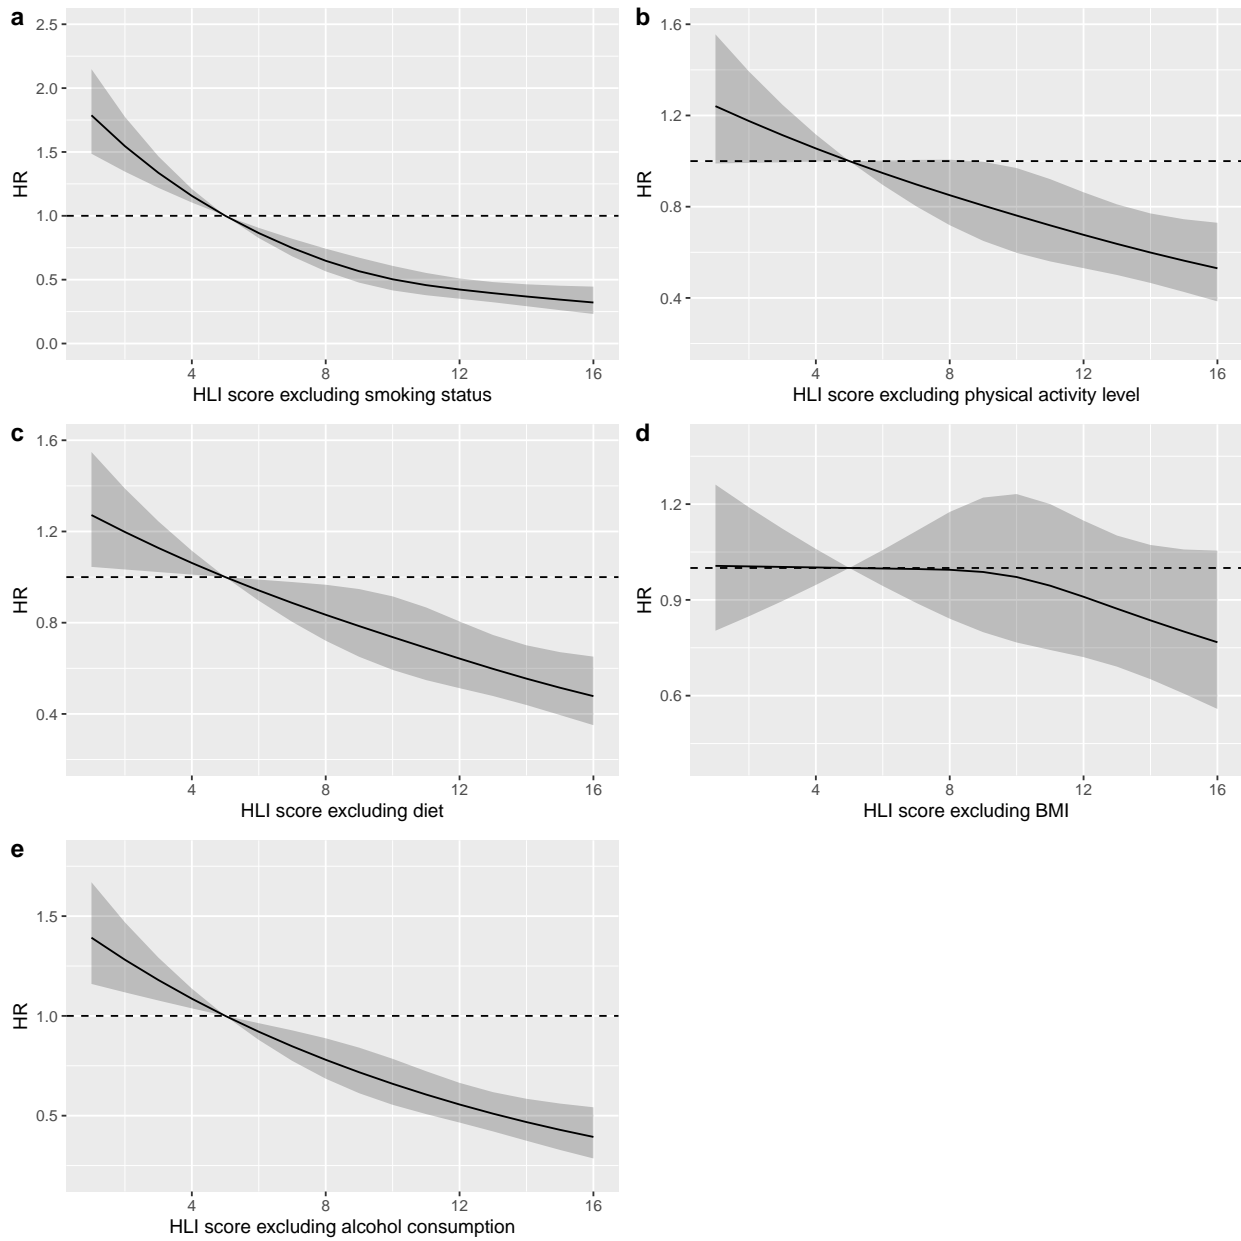 a
2.5
2.0
1.5
1.0
0.5
0.0
HR
4 8 12 16
HLI score excluding smoking status
b
1.6
1.2
0.8
0.4
HR
4 8 12 16
HLI score excluding physical activity level
c
1.6
1.2
0.8
0.4
HR
4 8 12 16
HLI score excluding diet
d
1.2
0.9
0.6
HR
4 8 12 16
HLI score excluding BMI
e
1.5
1.0
0.5
HR
4 8 12 16
HLI score excluding alcohol consumption